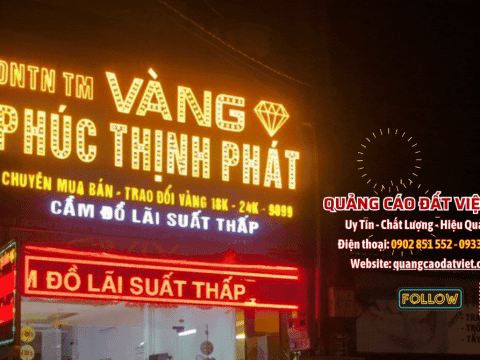 DNTN TM VÀNG
PHÚC THỊNH PHÁT
CHUYÊN MUA BÁN - TRAO ĐỔI VÀNG 18K - 24K - 9999
CẦM ĐỒ LÃI SUẤT THẤP
M ĐỒ LÃI SUẤT THẤP
QUẢNG CÁO ĐẤT VIỆ
Uy Tín - Chất Lượng - Hiệu Quả
Điện thoại: 0902 851 552 - 0933
Website: quangcaodatviet.c
FOLLOW